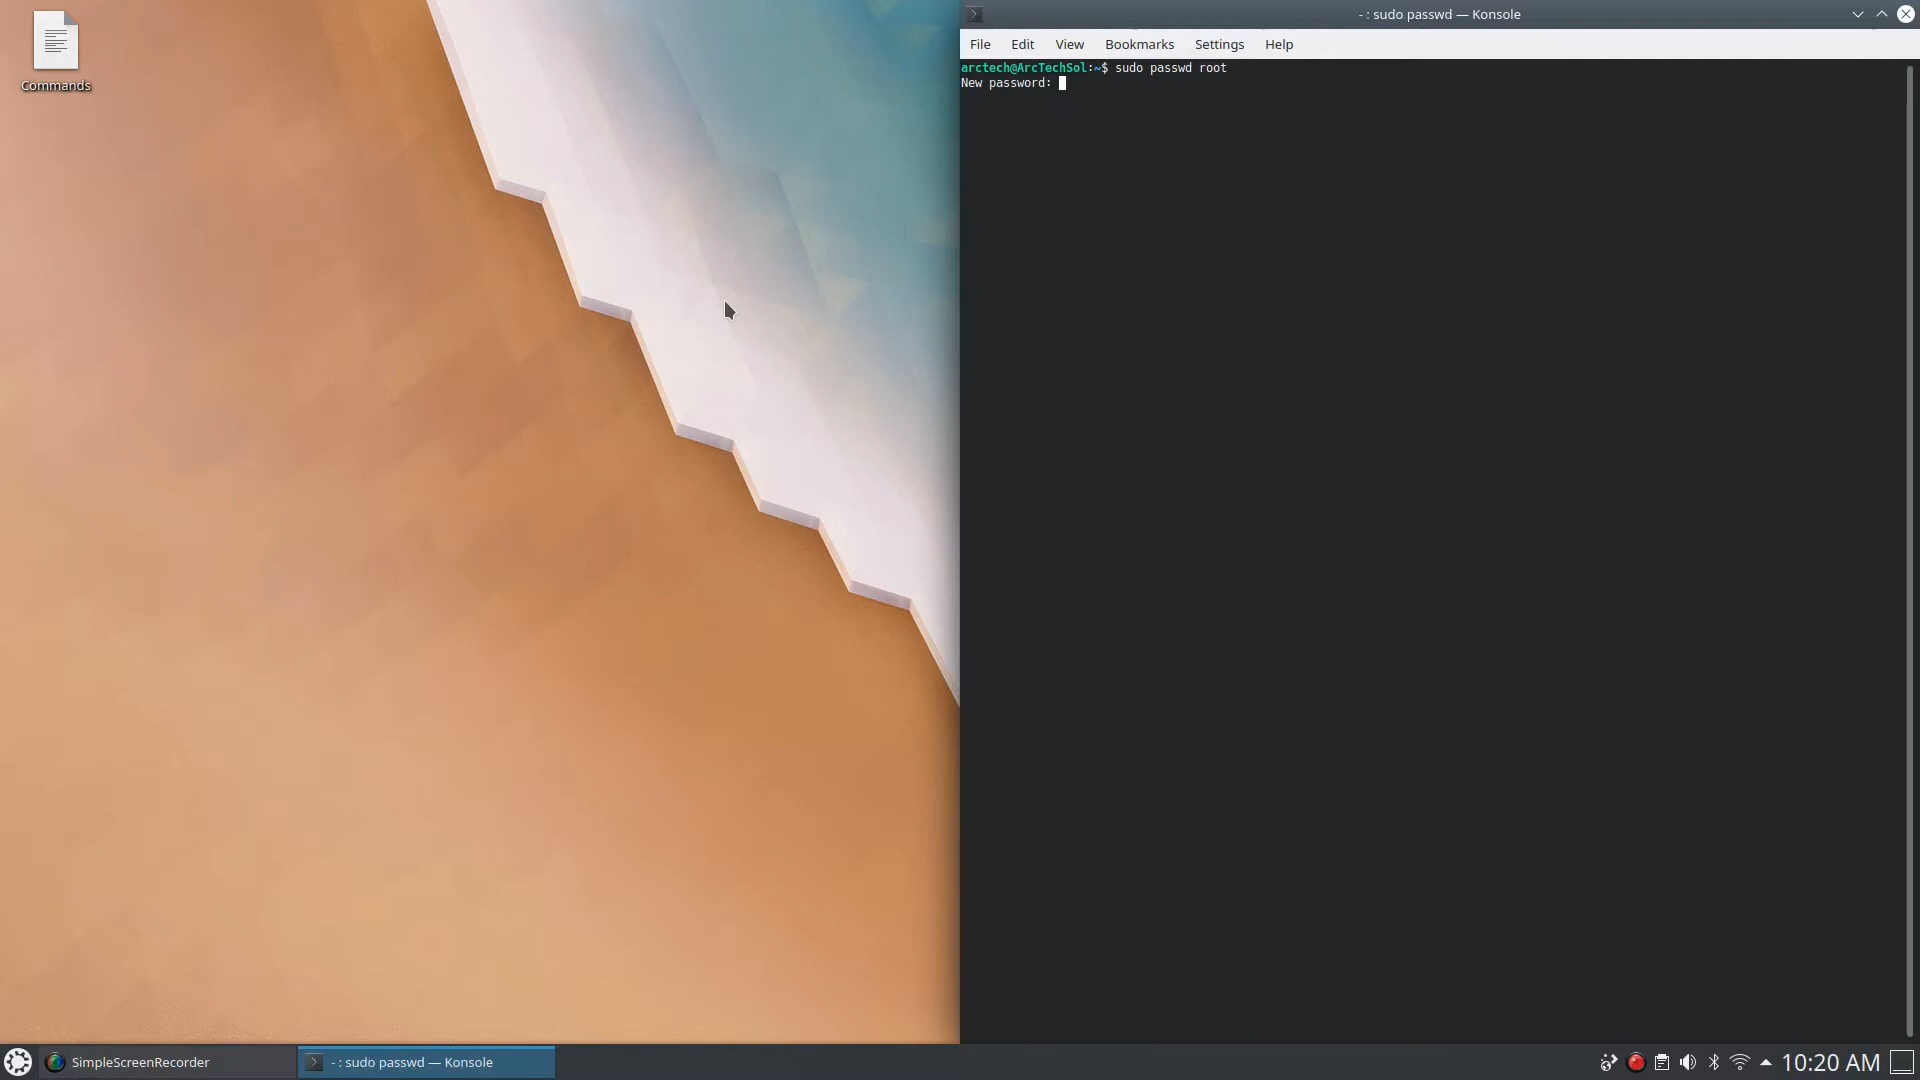 Commands
- : sudo passwd — Konsole
File Edit View Bookmarks Settings Help
arctech@ArcTechSol:~$ sudo passwd root
New password:
SimpleScreenRecorder
- : sudo passwd — Konsole
10:20 AM